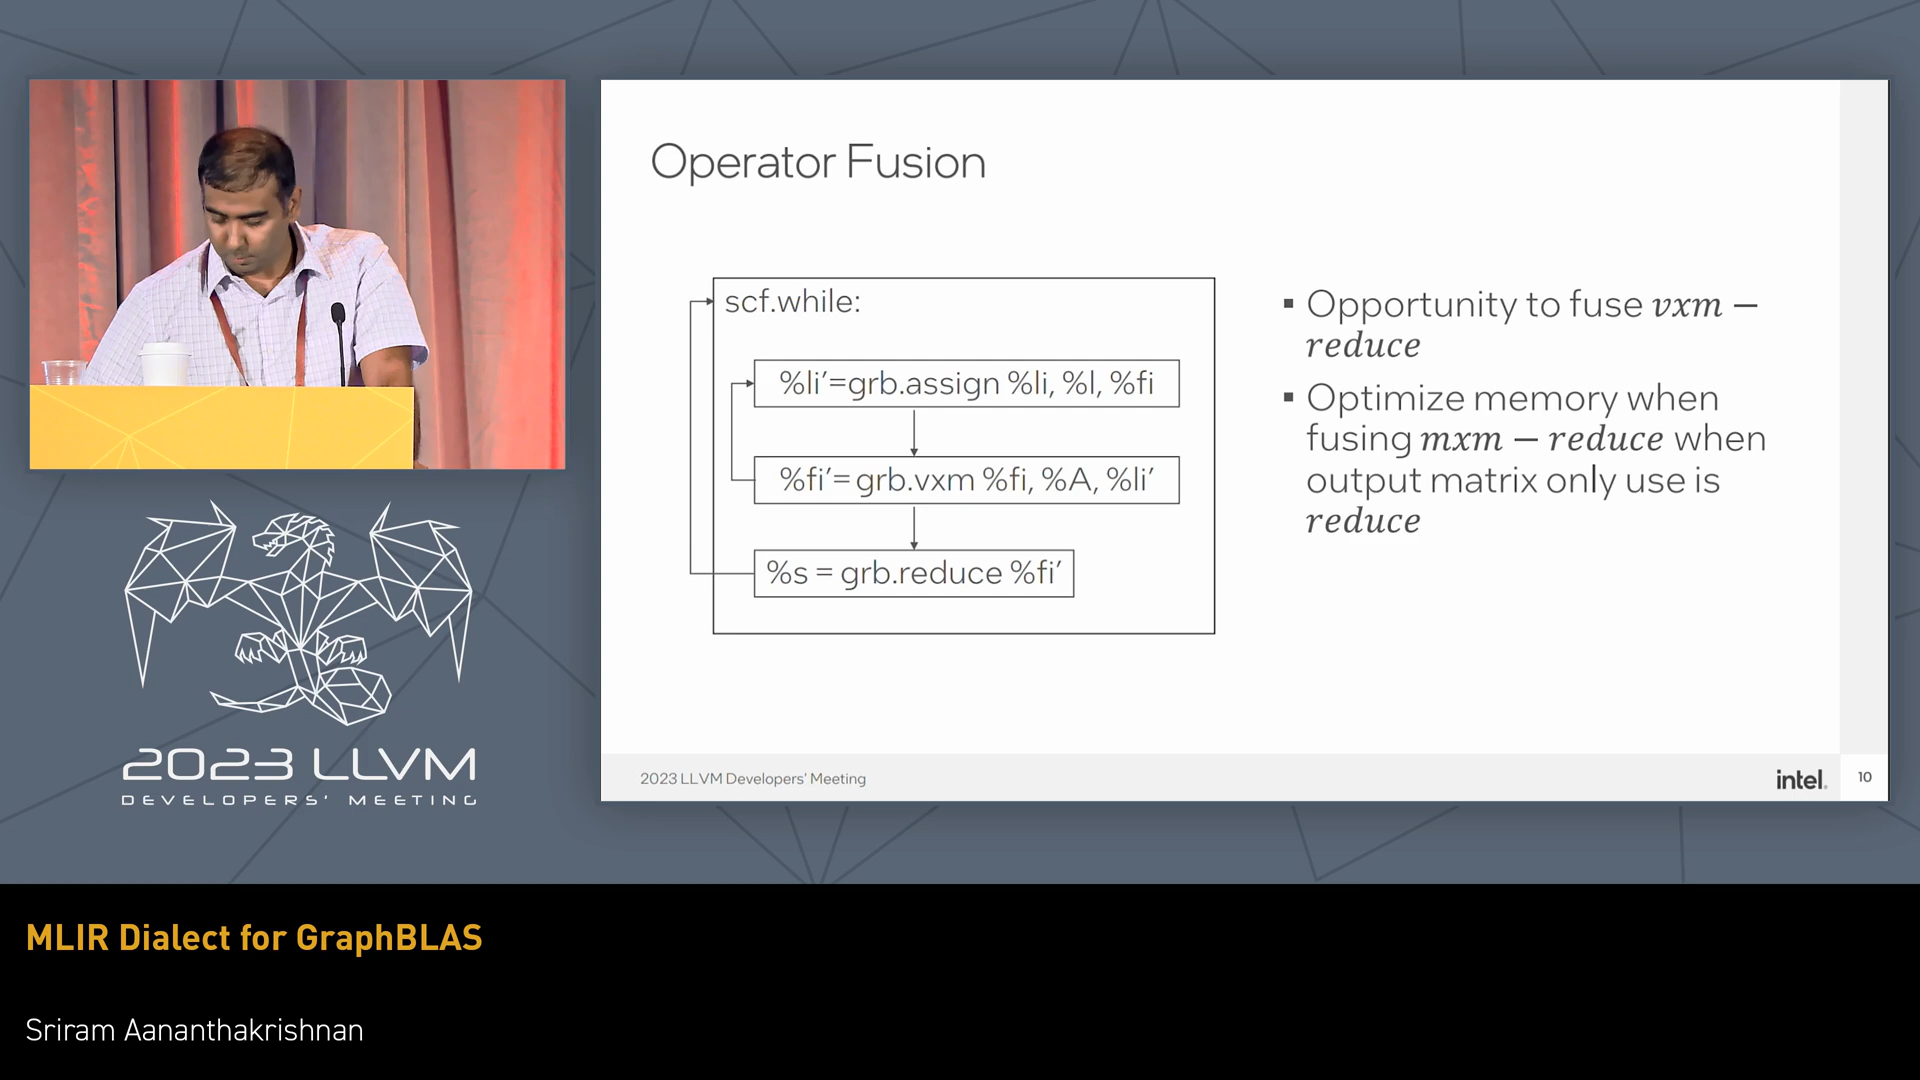 Operator Fusion
scf.while:
%li’=grb.assign %li, %l, %fi
%fi’=grb.vxm %fi, %A, %li’
%s = grb.reduce %fi’
▪ Opportunity to fuse vxm −
reduce
▪ Optimize memory when
fusing mxm − reduce when
output matrix only use is
reduce
2023 LLVM Developers’ Meeting
intel.
10
2023 LLVM
DEVELOPERS' MEETING
MLIR Dialect for GraphBLAS
Sriram Aananthakrishnan